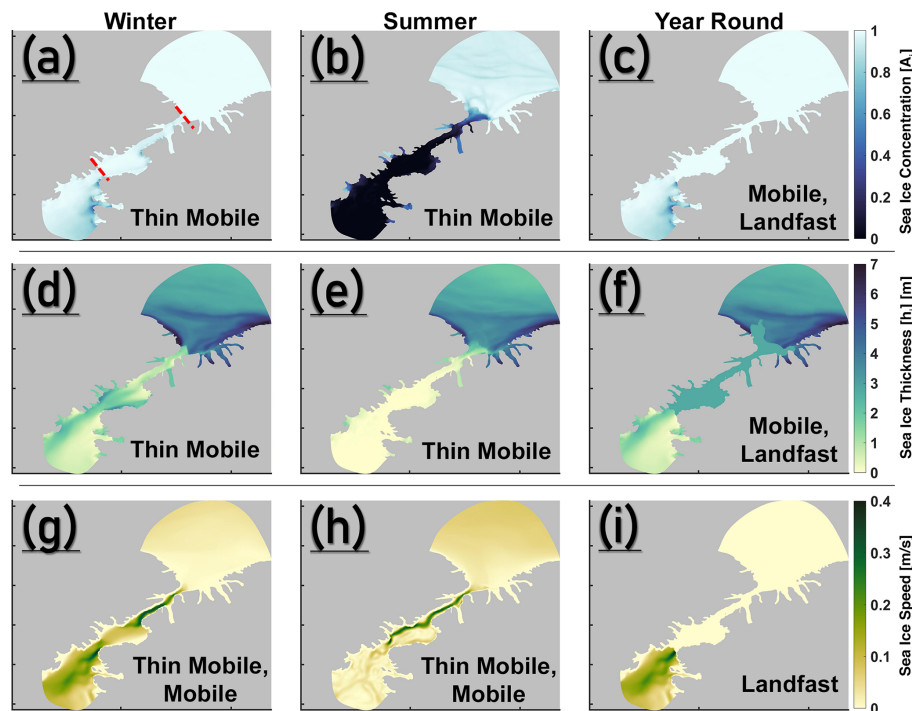 Winter
Summer
Year Round
(a)
Thin Mobile
(b)
Thin Mobile
(c)
Mobile,
Landfast
1
0.8
0.6
0.4
0.2
0
Sea Ice Concentration [A,]
(d)
Thin Mobile
(e)
Thin Mobile
(f)
Mobile,
Landfast
7
6
5
4
3
2
1
0
Sea Ice Thickness [h,] [m]
(g)
Thin Mobile,
Mobile
(h)
Thin Mobile,
Mobile
(i)
Landfast
0.4
0.3
0.2
0.1
0
Sea Ice Speed [m/s]